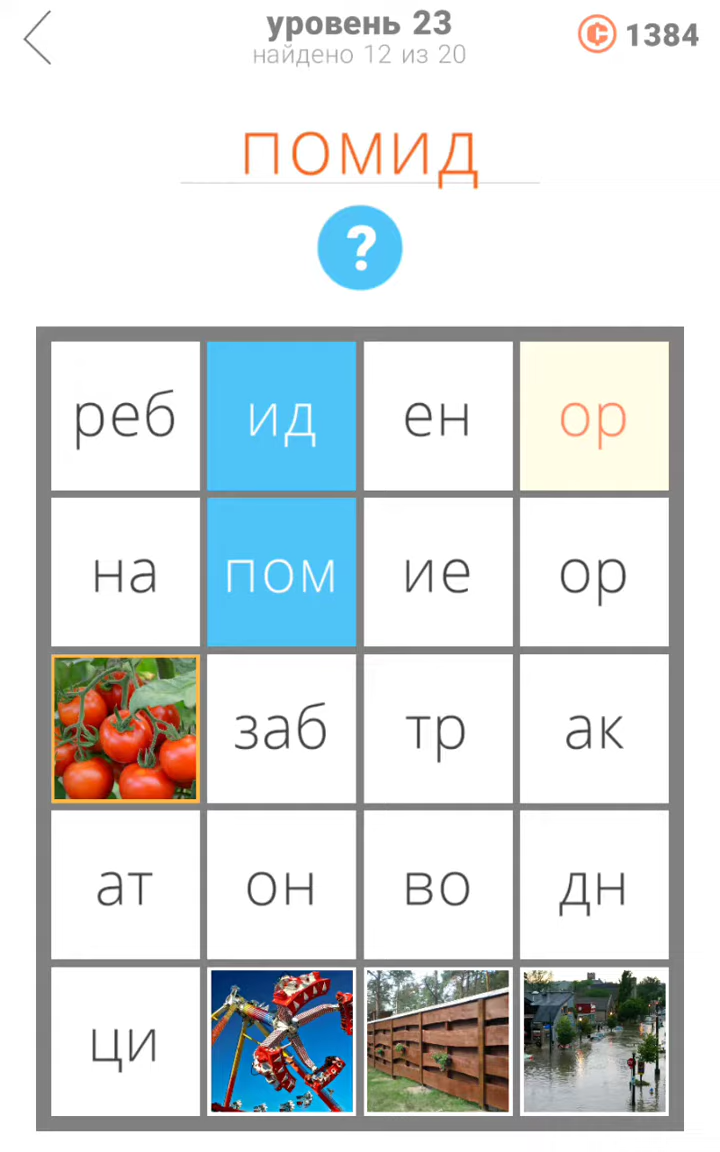 уровень 23
найдено 12 из 20
1384
ПОМИД
?
реб ид ен ор
на пом ие ор
заб тр ак
ат он во дн
ци